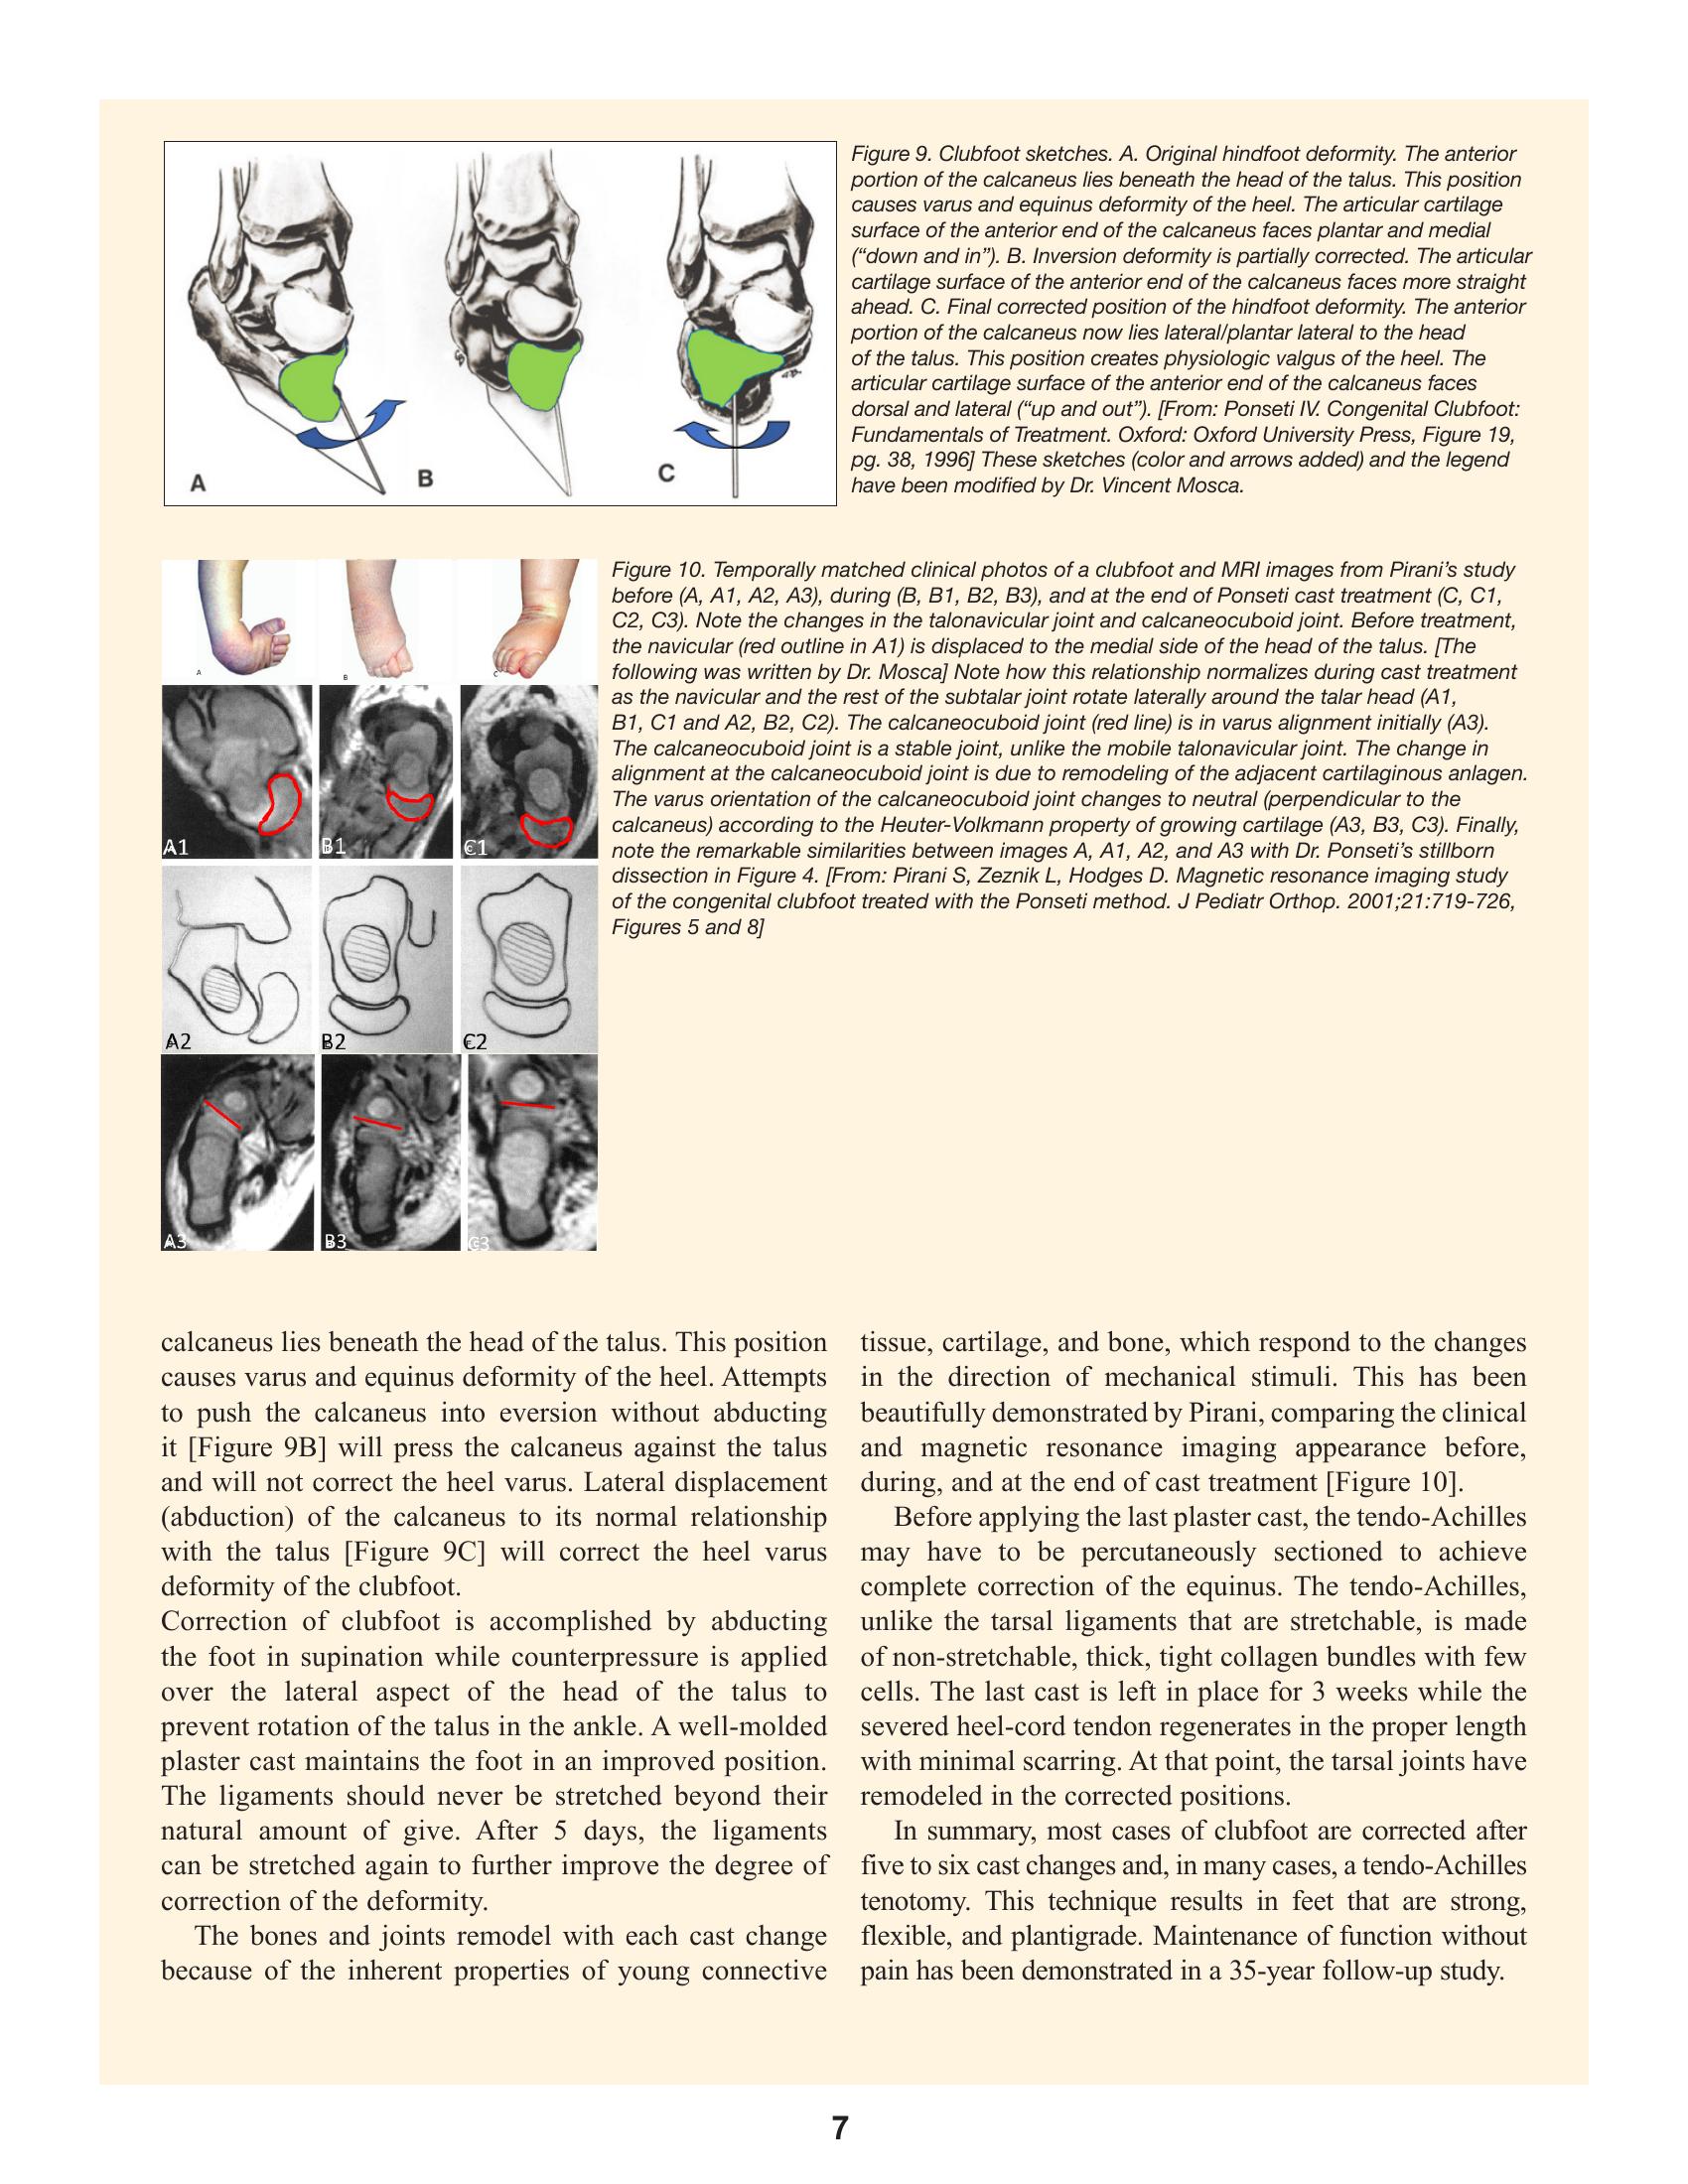 A
B
C
Figure 9. Clubfoot sketches. A. Original hindfoot deformity. The anterior
portion of the calcaneus lies beneath the head of the talus. This position
causes varus and equinus deformity of the heel. The articular cartilage
surface of the anterior end of the calcaneus faces plantar and medial
(“down and in”). B. Inversion deformity is partially corrected. The articular
cartilage surface of the anterior end of the calcaneus faces more straight
ahead. C. Final corrected position of the hindfoot deformity. The anterior
portion of the calcaneus now lies lateral/plantar lateral to the head
of the talus. This position creates physiologic valgus of the heel. The
articular cartilage surface of the anterior end of the calcaneus faces
dorsal and lateral (“up and out”). [From: Ponseti IV. Congenital Clubfoot:
Fundamentals of Treatment. Oxford: Oxford University Press, Figure 19,
pg. 38, 1996] These sketches (color and arrows added) and the legend
have been modified by Dr. Vincent Mosca.
A
B
C
A1
B1
C1
A2
B2
C2
A3
B3
C3
Figure 10. Temporally matched clinical photos of a clubfoot and MRI images from Pirani’s study
before (A, A1, A2, A3), during (B, B1, B2, B3), and at the end of Ponseti cast treatment (C, C1,
C2, C3). Note the changes in the talonavicular joint and calcaneocuboid joint. Before treatment,
the navicular (red outline in A1) is displaced to the medial side of the head of the talus. [The
following was written by Dr. Mosca] Note how this relationship normalizes during cast treatment
as the navicular and the rest of the subtalar joint rotate laterally around the talar head (A1,
B1, C1 and A2, B2, C2). The calcaneocuboid joint (red line) is in varus alignment initially (A3).
The calcaneocuboid joint is a stable joint, unlike the mobile talonavicular joint. The change in
alignment at the calcaneocuboid joint is due to remodeling of the adjacent cartilaginous anlagen.
The varus orientation of the calcaneocuboid joint changes to neutral (perpendicular to the
calcaneus) according to the Heuter-Volkmann property of growing cartilage (A3, B3, C3). Finally,
note the remarkable similarities between images A, A1, A2, and A3 with Dr. Ponseti’s stillborn
dissection in Figure 4. [From: Pirani S, Zeznik L, Hodges D. Magnetic resonance imaging study
of the congenital clubfoot treated with the Ponseti method. J Pediatr Orthop. 2001;21:719-726,
Figures 5 and 8]
calcaneus lies beneath the head of the talus. This position
causes varus and equinus deformity of the heel. Attempts
to push the calcaneus into eversion without abducting
it [Figure 9B] will press the calcaneus against the talus
and will not correct the heel varus. Lateral displacement
(abduction) of the calcaneus to its normal relationship
with the talus [Figure 9C] will correct the heel varus
deformity of the clubfoot.
Correction of clubfoot is accomplished by abducting
the foot in supination while counterpressure is applied
over the lateral aspect of the head of the talus to
prevent rotation of the talus in the ankle. A well-molded
plaster cast maintains the foot in an improved position.
The ligaments should never be stretched beyond their
natural amount of give. After 5 days, the ligaments
can be stretched again to further improve the degree of
correction of the deformity.
The bones and joints remodel with each cast change
because of the inherent properties of young connective
tissue, cartilage, and bone, which respond to the changes
in the direction of mechanical stimuli. This has been
beautifully demonstrated by Pirani, comparing the clinical
and magnetic resonance imaging appearance before,
during, and at the end of cast treatment [Figure 10].
Before applying the last plaster cast, the tendo-Achilles
may have to be percutaneously sectioned to achieve
complete correction of the equinus. The tendo-Achilles,
unlike the tarsal ligaments that are stretchable, is made
of non-stretchable, thick, tight collagen bundles with few
cells. The last cast is left in place for 3 weeks while the
severed heel-cord tendon regenerates in the proper length
with minimal scarring. At that point, the tarsal joints have
remodeled in the corrected positions.
In summary, most cases of clubfoot are corrected after
five to six cast changes and, in many cases, a tendo-Achilles
tenotomy. This technique results in feet that are strong,
flexible, and plantigrade. Maintenance of function without
pain has been demonstrated in a 35-year follow-up study.
7